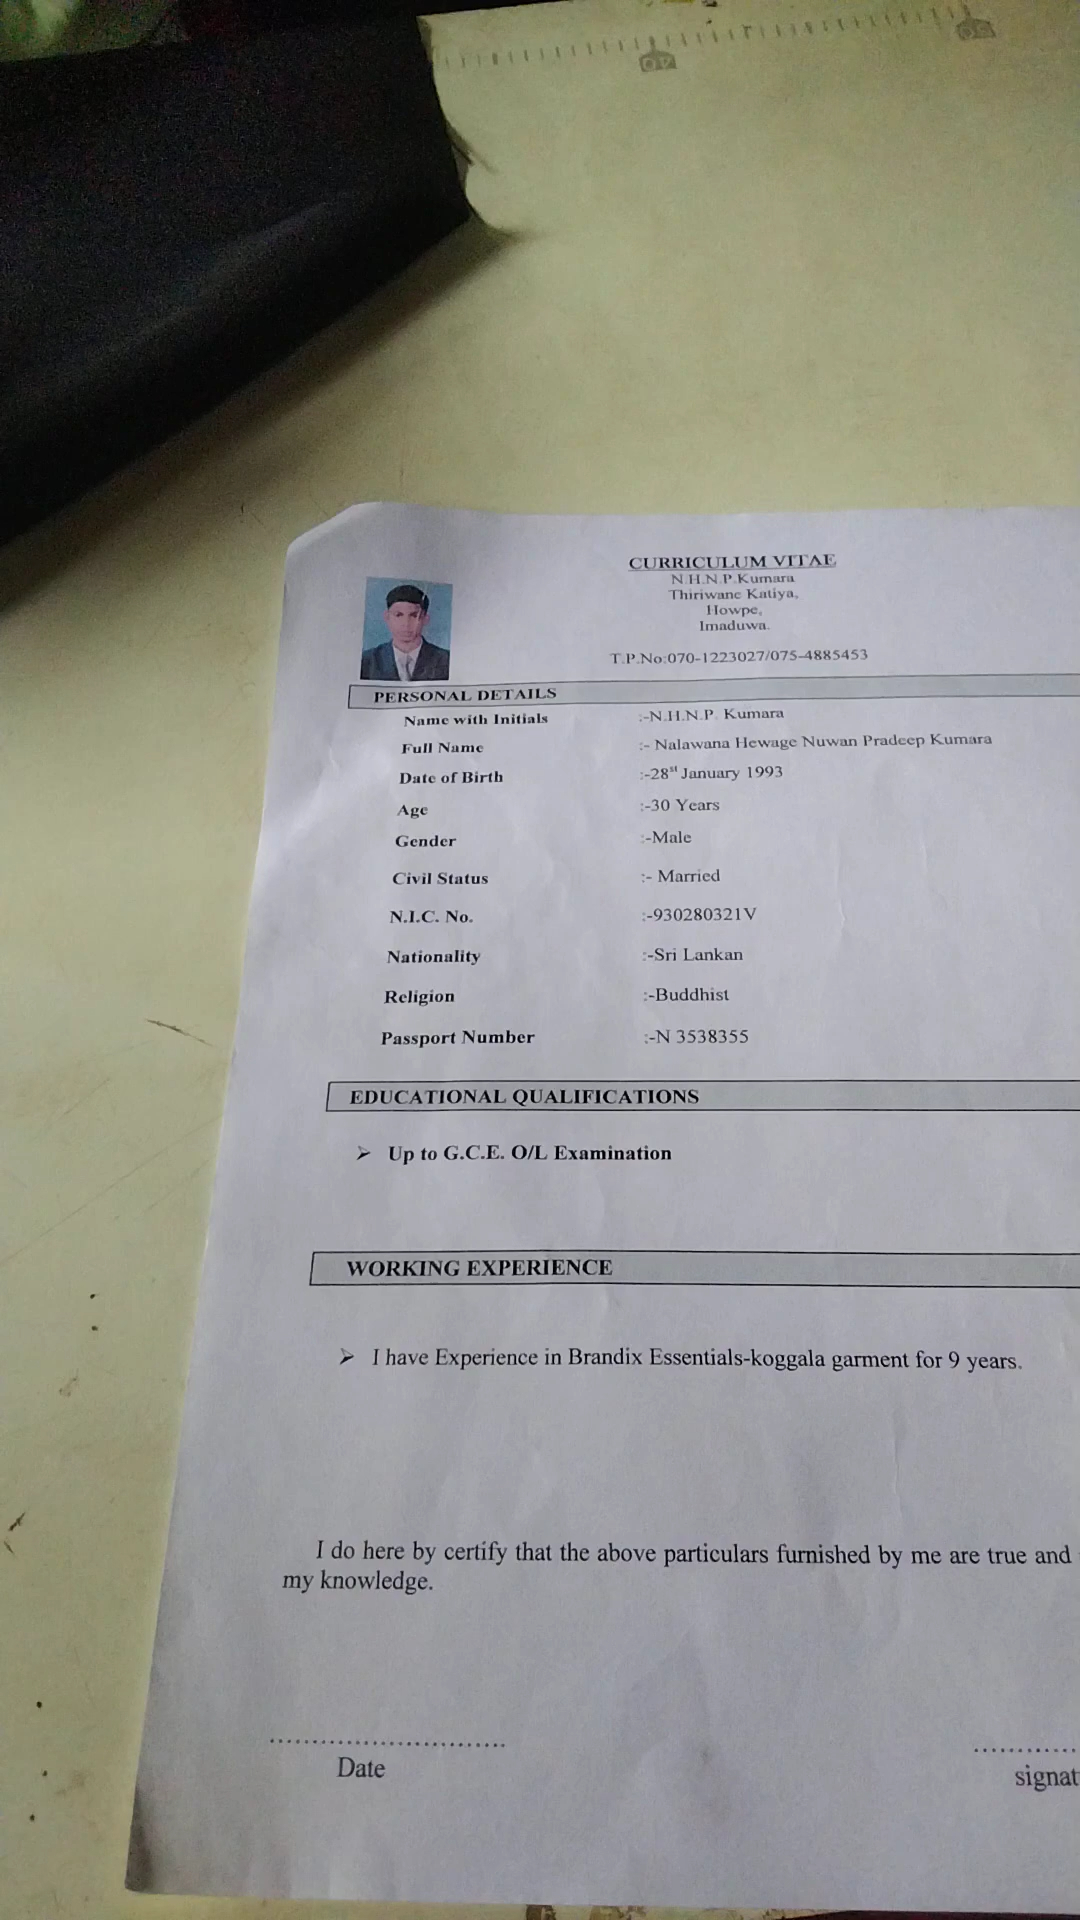 CURRICULUM VITAE
N.H.N.P.Kumara
Thiriwane Katiya,
Howpe,
Imaduwa.
T.P.No:070-1223027/075-4885453
PERSONAL DETAILS
Name with Initials :-N.H.N.P. Kumara
Full Name :- Nalawana Hewage Nuwan Pradeep Kumara
Date of Birth :-28st January 1993
Age :-30 Years
Gender :-Male
Civil Status :- Married
N.I.C. No. :-930280321V
Nationality :-Sri Lankan
Religion :-Buddhist
Passport Number :-N 3538355
EDUCATIONAL QUALIFICATIONS
➢ Up to G.C.E. O/L Examination
WORKING EXPERIENCE
➢ I have Experience in Brandix Essentials-koggala garment for 9 years.
I do here by certify that the above particulars furnished by me are true and
my knowledge.
Date
signat